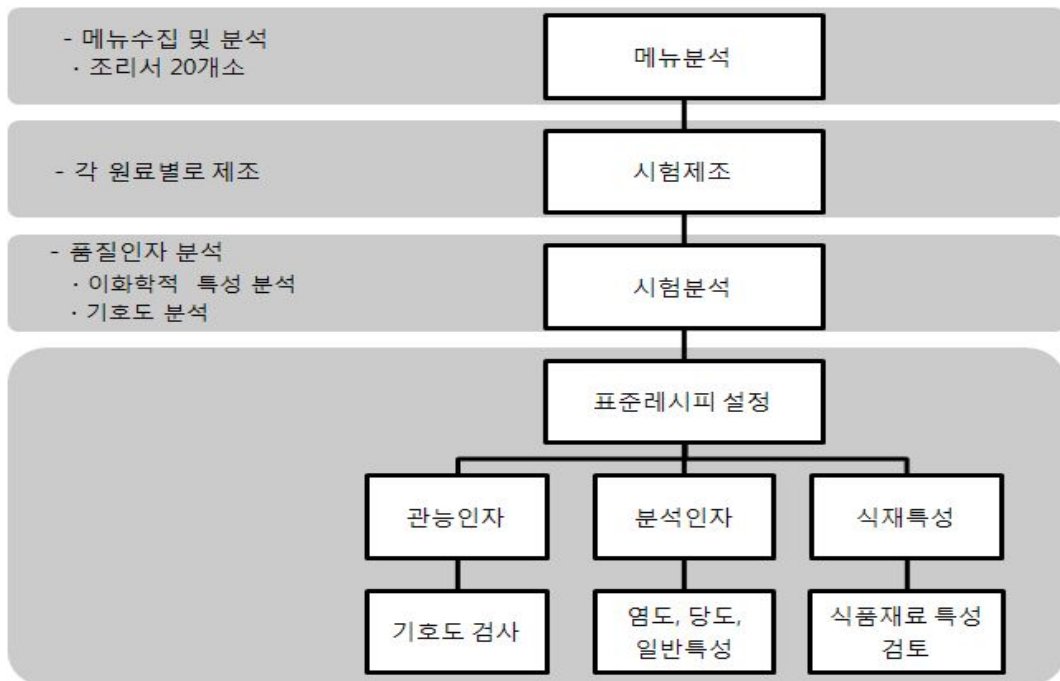 - 메뉴수집 및 분석
· 조리서 20개소
메뉴분석
- 각 원료별로 제조
시험제조
- 품질인자 분석
· 이화학적 특성 분석
· 기호도 분석
시험분석
표준레시피 설정
관능인자
분석인자
식재특성
기호도 검사
염도, 당도,
일반특성
식품재료 특성
검토